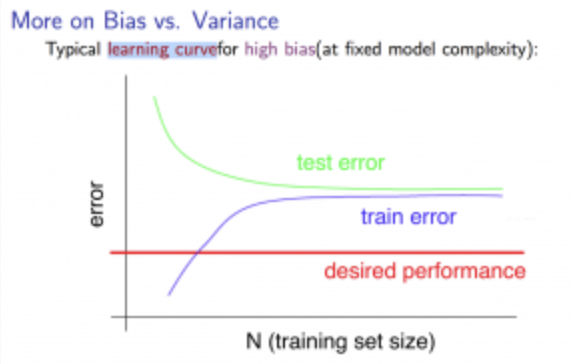 More on Bias vs. Variance
Typical learning curvefor high bias(at fixed model complexity):
test error
error
train error
desired performance
N (training set size)